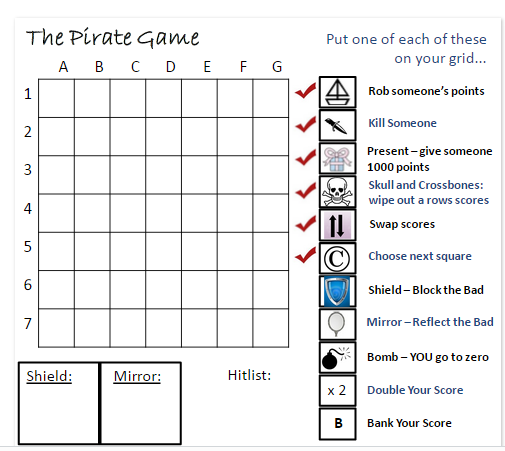 The Pirate Game
Put one of each of these
on your grid...
A B C D E F G
1
2
3
4
5
6
7
Rob someone's points
Kill Someone
Present – give someone
1000 points
Skull and Crossbones:
wipe out a rows scores
Swap scores
C
Choose next square
Shield – Block the Bad
Mirror – Reflect the Bad
Bomb – YOU go to zero
x 2
Double Your Score
B
Bank Your Score
Shield:
Mirror:
Hitlist: